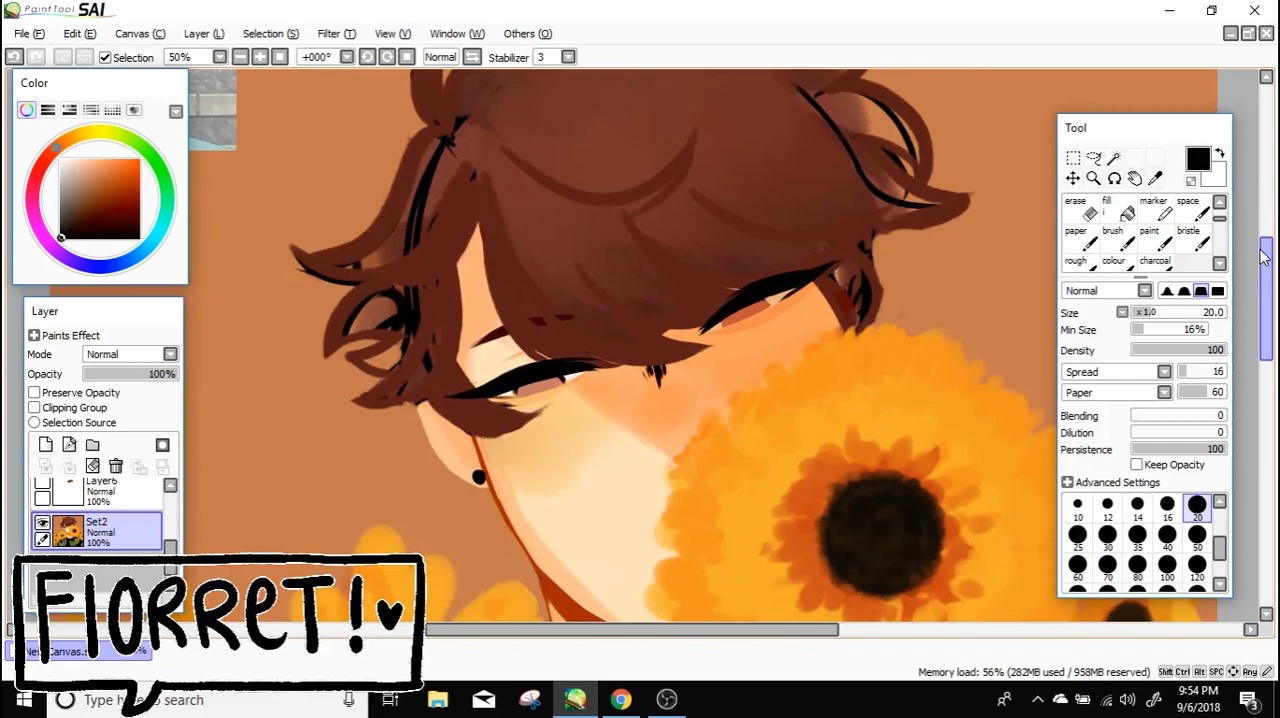 PaintTool SAI
File (F) Edit (E) Canvas (C) Layer (L) Selection (S) Filter (T) View (V) Window (W) Others (O)
Selection 50% +000° Normal Stabilizer 3
Color
Tool
erase fill marker space
paper brush paint bristle
rough colour charcoal
Normal
Size x 1.0 20.0
Min Size 16%
Density 100
Spread 16
Paper 60
Blending 0
Dilution 0
Persistence 100
Keep Opacity
Advanced Settings
10 12 14 16 20
25 30 35 40 50
60 70 80 100 120
Layer
Paints Effect
Mode Normal
Opacity 100%
Preserve Opacity
Clipping Group
Selection Source
Layer6
Normal
100%
Set2
Normal
100%
FlORReT!
Memory load: 56% (282MB used / 958MB reserved) Shift Ctrl Alt SPC Any
Type here to search
9:54 PM
9/6/2018
3